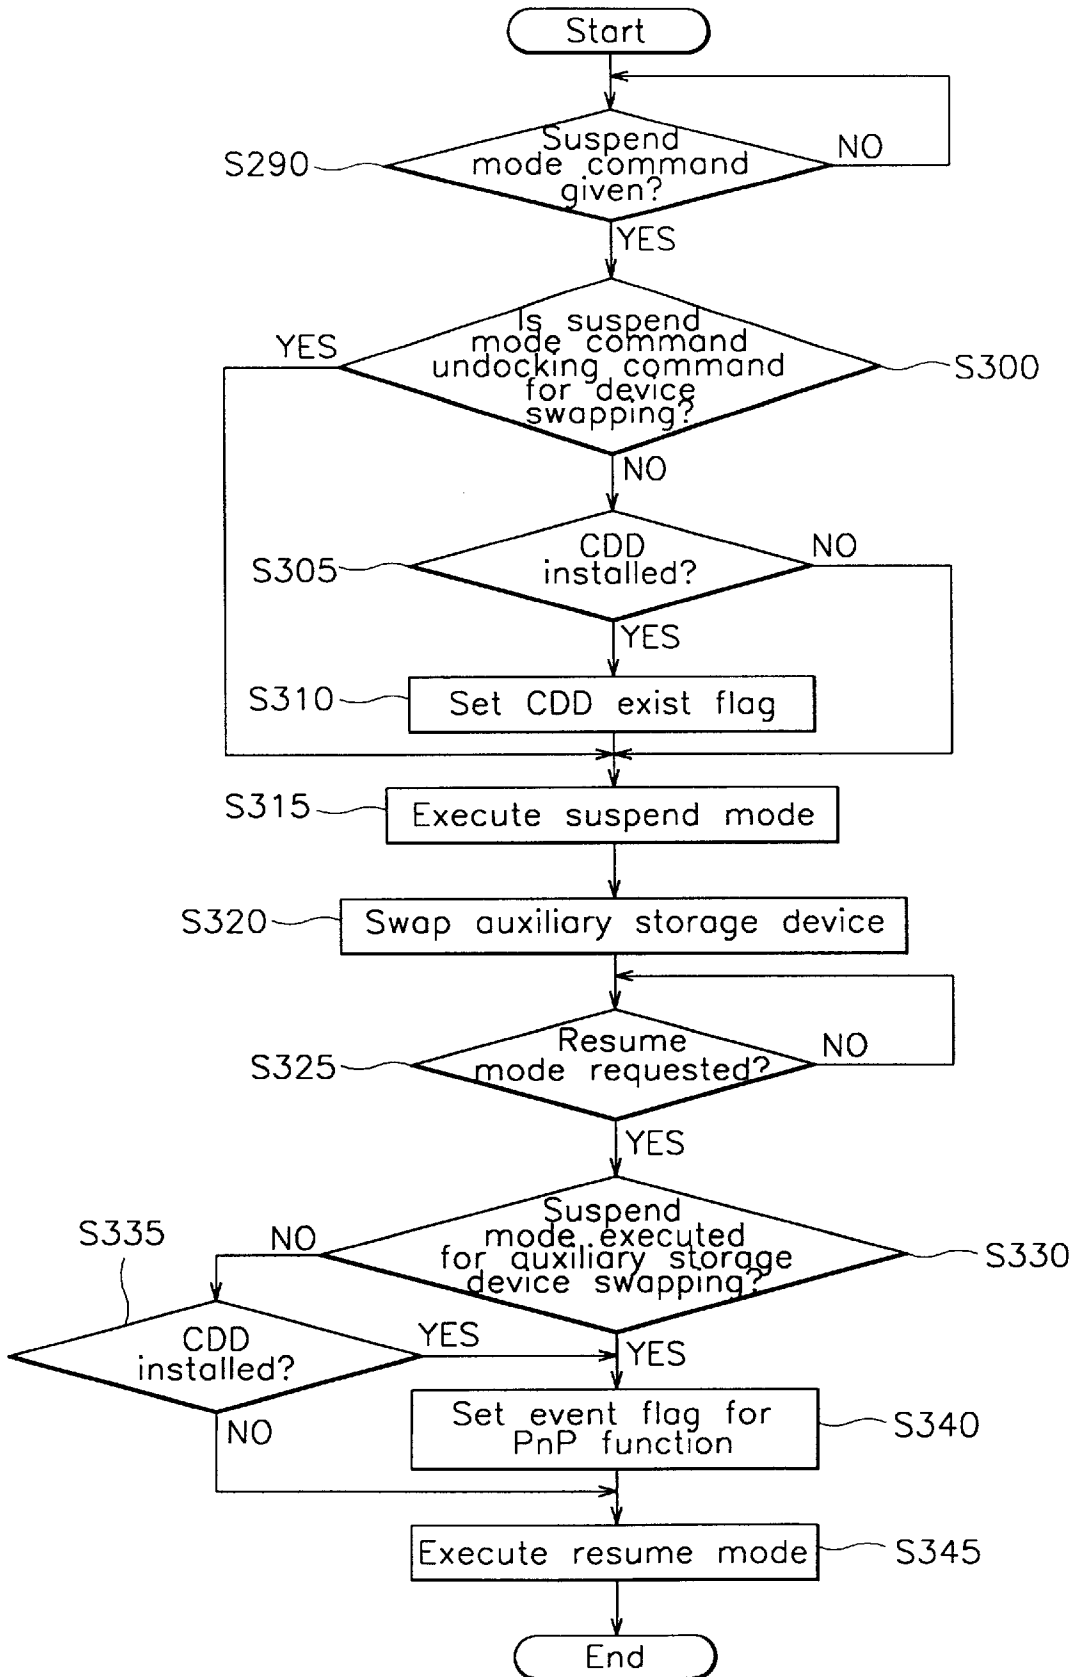 Start
Suspend
mode command
given?
S290
NO
YES
Is suspend
mode command
undocking command
for device
swapping?
YES
S300
NO
CDD
installed?
S305
NO
YES
S310
Set CDD exist flag
S315
Execute suspend mode
S320
Swap auxiliary storage device
Resume
mode requested?
S325
NO
YES
Suspend
mode executed
for auxiliary storage
device swapping?
S335
NO
S330
CDD
installed?
YES
YES
NO
Set event flag for
PnP function
S340
Execute resume mode
S345
End